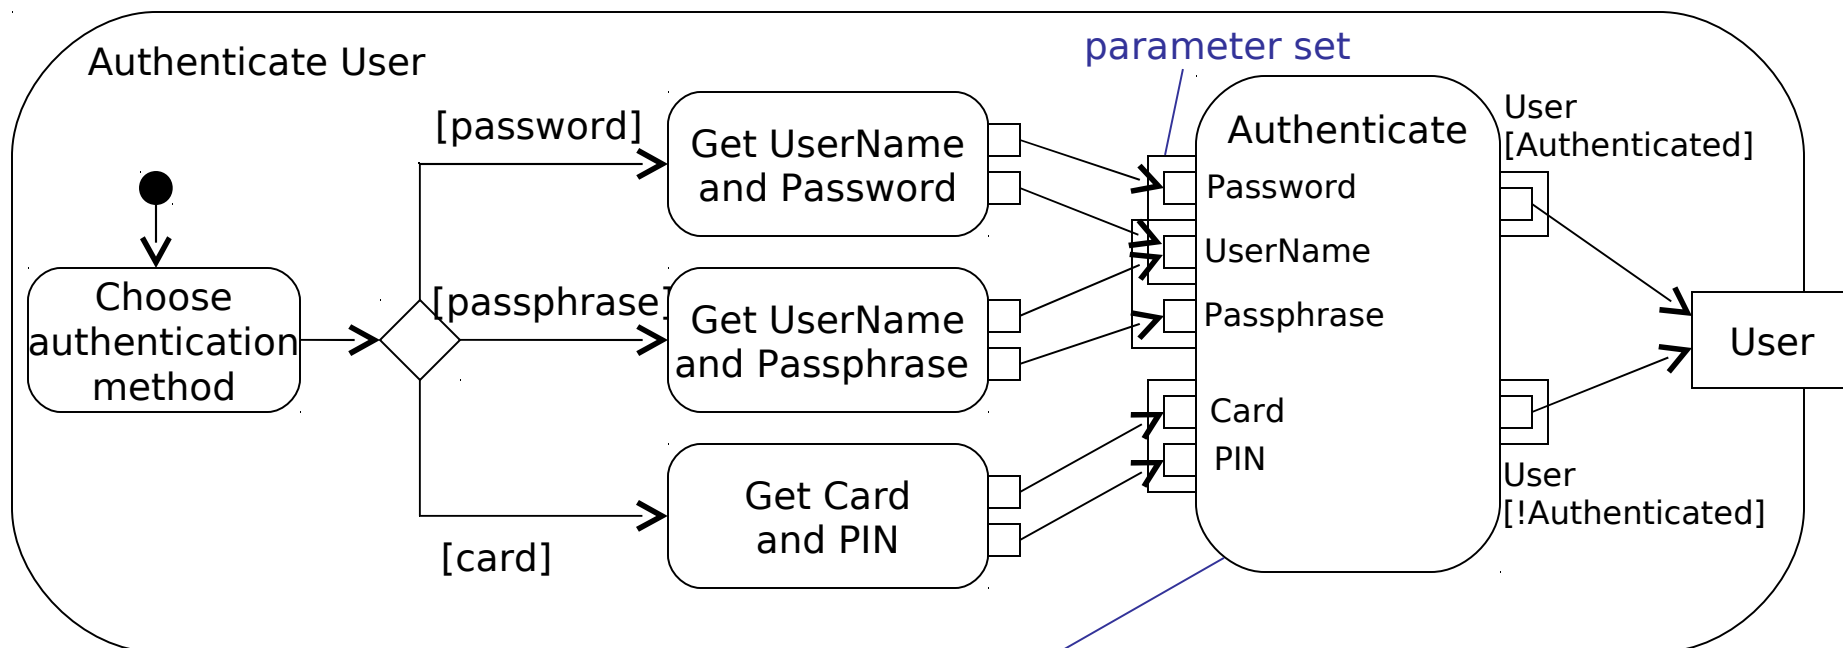 parameter set
Authenticate User
[password]
Get UserName
and Password
Authenticate
User
[Authenticated]
Password
UserName
Passphrase
Choose
authentication
method
[passphrase]
Get UserName
and Passphrase
User
Card
PIN
[card]
Get Card
and PIN
User
[!Authenticated]